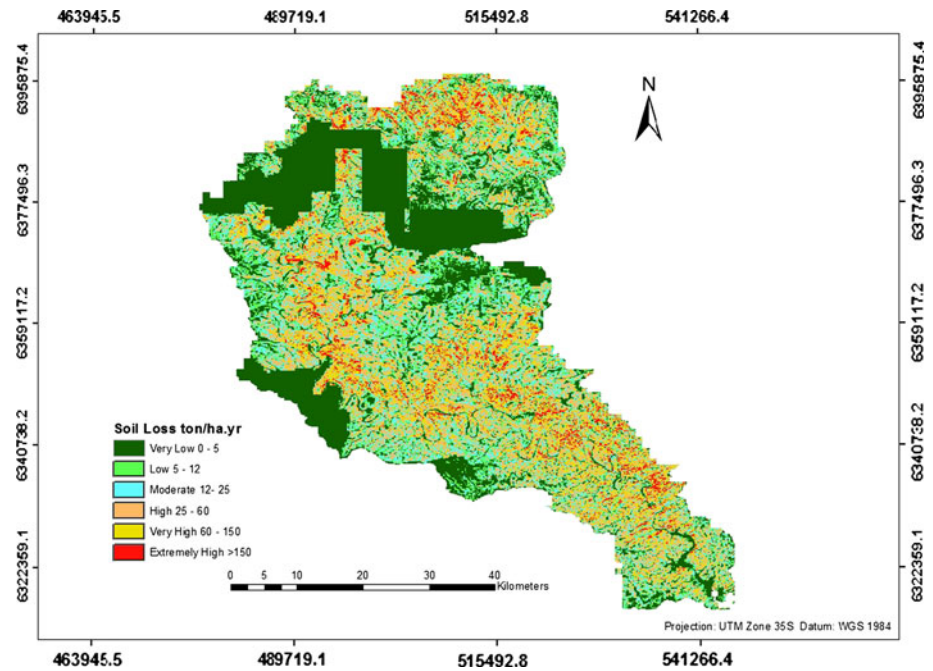 463945.5 489719.1 515492.8 541266.4
6395875.4 6395875.4
N
6377496.3 6377496.3
6359117.2 6359117.2
6340738.2 6340738.2
6322359.1 6322359.1
Soil Loss ton/ha.yr
Very Low 0 - 5
Low 5 - 12
Moderate 12- 25
High 25 - 60
Very High 60 - 150
Extremely High >150
0 5 10 20 30 40
Kilometers
Projection: UTM Zone 35S Datum: WGS 1984
463945.5 489719.1 515492.8 541266.4